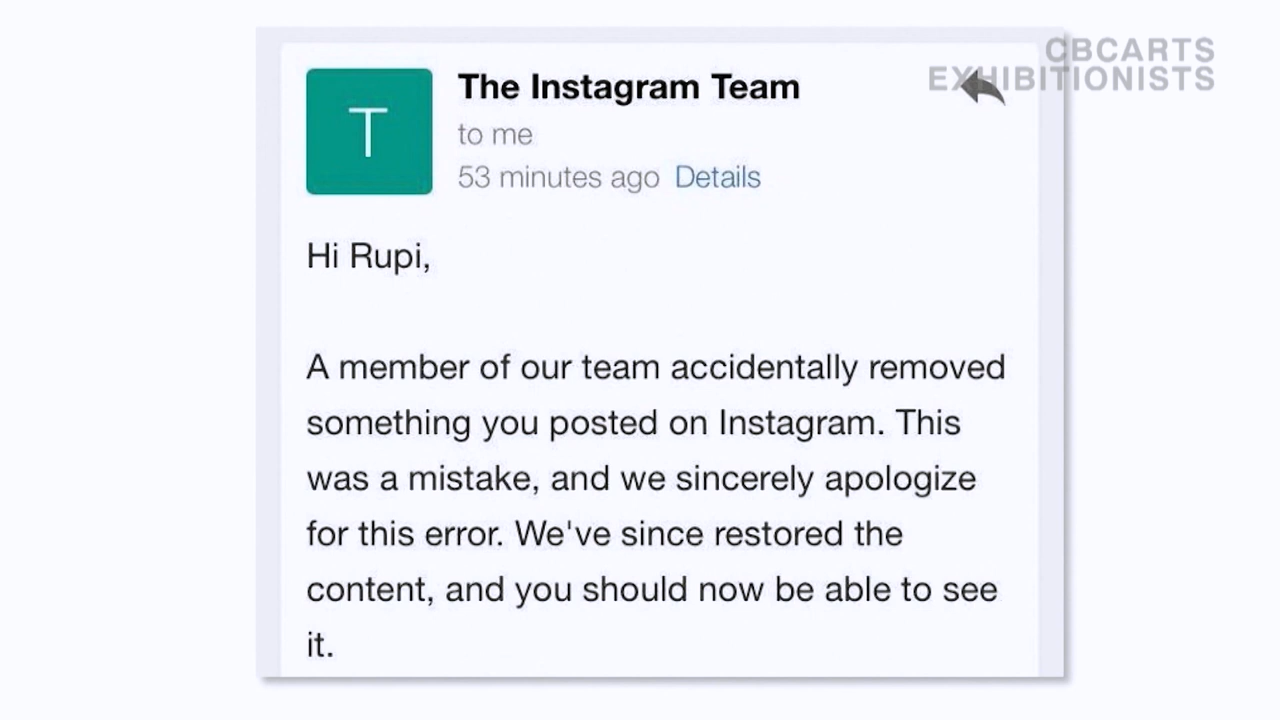 CBCARTS
EXHIBITIONISTS
T
The Instagram Team
to me
53 minutes ago Details
Hi Rupi,
A member of our team accidentally removed
something you posted on Instagram. This
was a mistake, and we sincerely apologize
for this error. We've since restored the
content, and you should now be able to see
it.